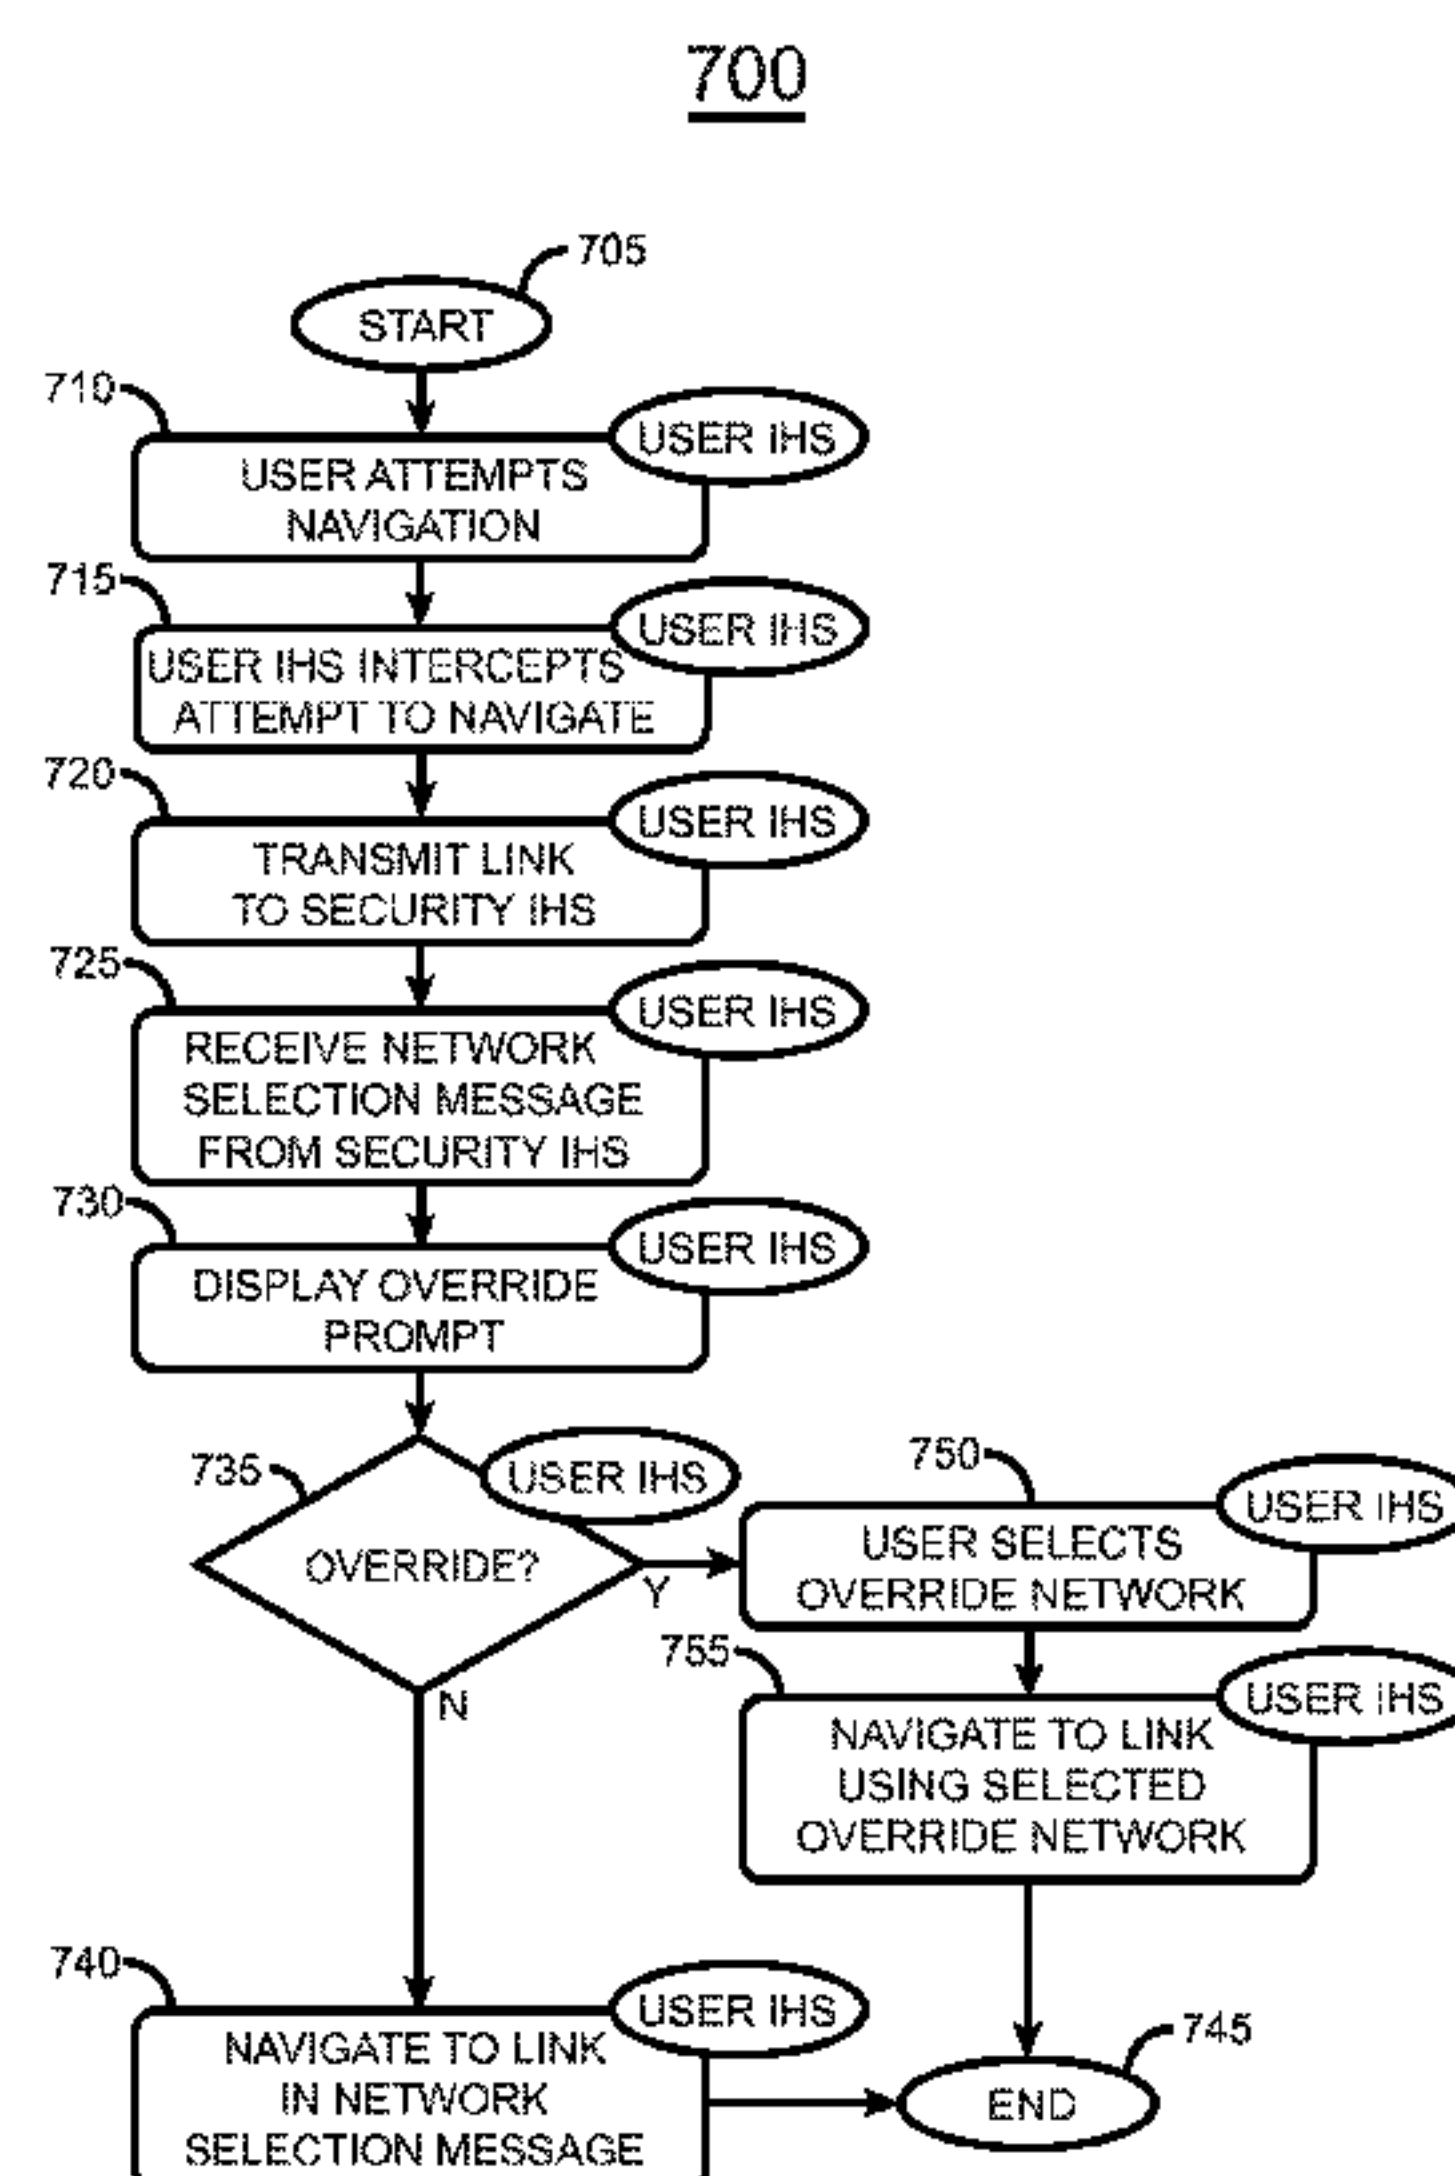 700
705
START
710
USER IHS
USER ATTEMPTS
NAVIGATION
715
USER IHS
USER IHS INTERCEPTS
ATTEMPT TO NAVIGATE
720
USER IHS
TRANSMIT LINK
TO SECURITY IHS
725
USER IHS
RECEIVE NETWORK
SELECTION MESSAGE
FROM SECURITY IHS
730
USER IHS
DISPLAY OVERRIDE
PROMPT
735
USER IHS
OVERRIDE?
Y
N
750
USER IHS
USER SELECTS
OVERRIDE NETWORK
755
USER IHS
NAVIGATE TO LINK
USING SELECTED
OVERRIDE NETWORK
740
USER IHS
NAVIGATE TO LINK
IN NETWORK
SELECTION MESSAGE
745
END